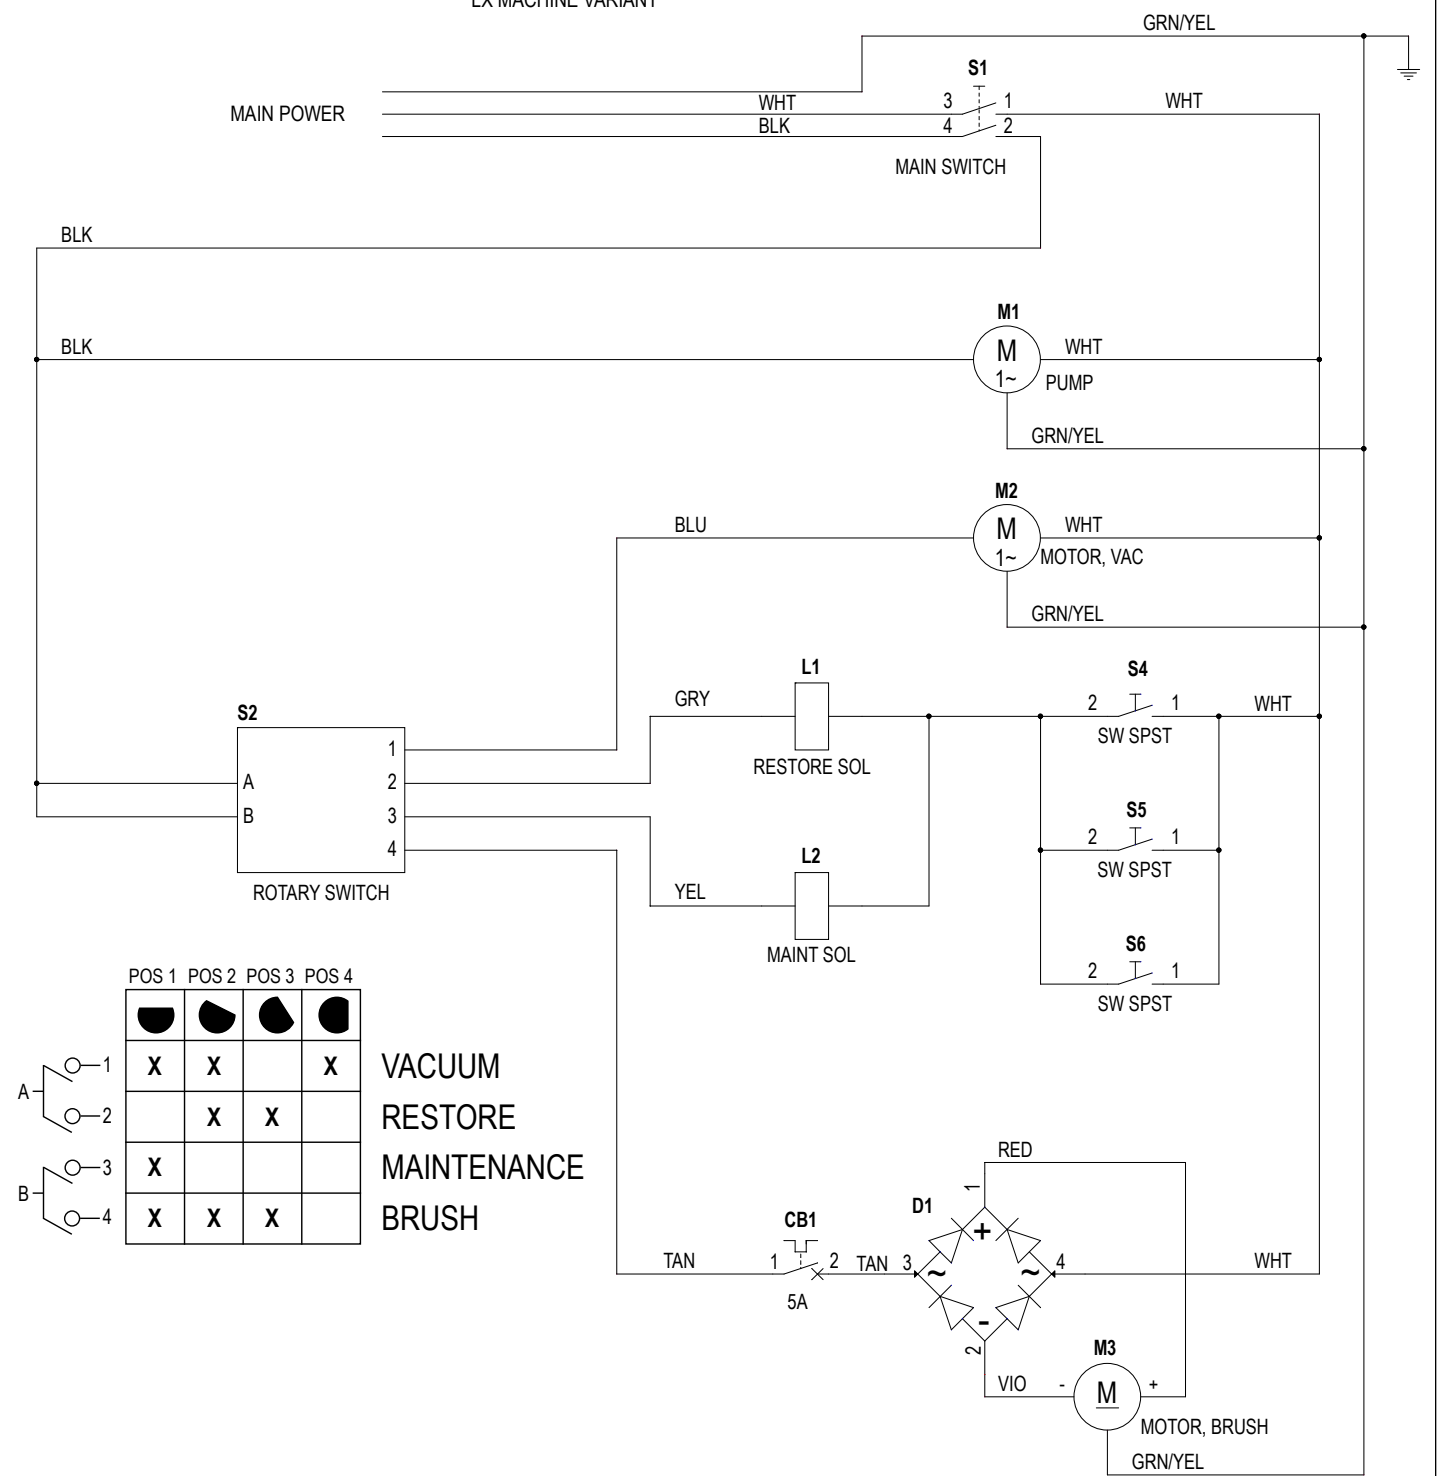 LX MACHINE VARIANT
GRN/YEL
S1
MAIN POWER
WHT 3 1 WHT
BLK 4 2
MAIN SWITCH
BLK
M1
BLK M WHT
1~ PUMP
GRN/YEL
M2
BLU M WHT
1~ MOTOR, VAC
GRN/YEL
L1 S4
GRY 2 1 WHT
S2 SW SPST
1 RESTORE SOL
A 2
B 3 S5
4 2 1
L2 SW SPST
ROTARY SWITCH YEL
S6
MAINT SOL
2 1
POS 1 POS 2 POS 3 POS 4 SW SPST
A 1 X X X VACUUM
2 X X RESTORE
B 3 X MAINTENANCE
4 X X X BRUSH
RED
1
D1
CB1 +
TAN 1 2 TAN 3 ~ ~ 4 WHT
5A
-
2 M3
VIO - M +
MOTOR, BRUSH
GRN/YEL